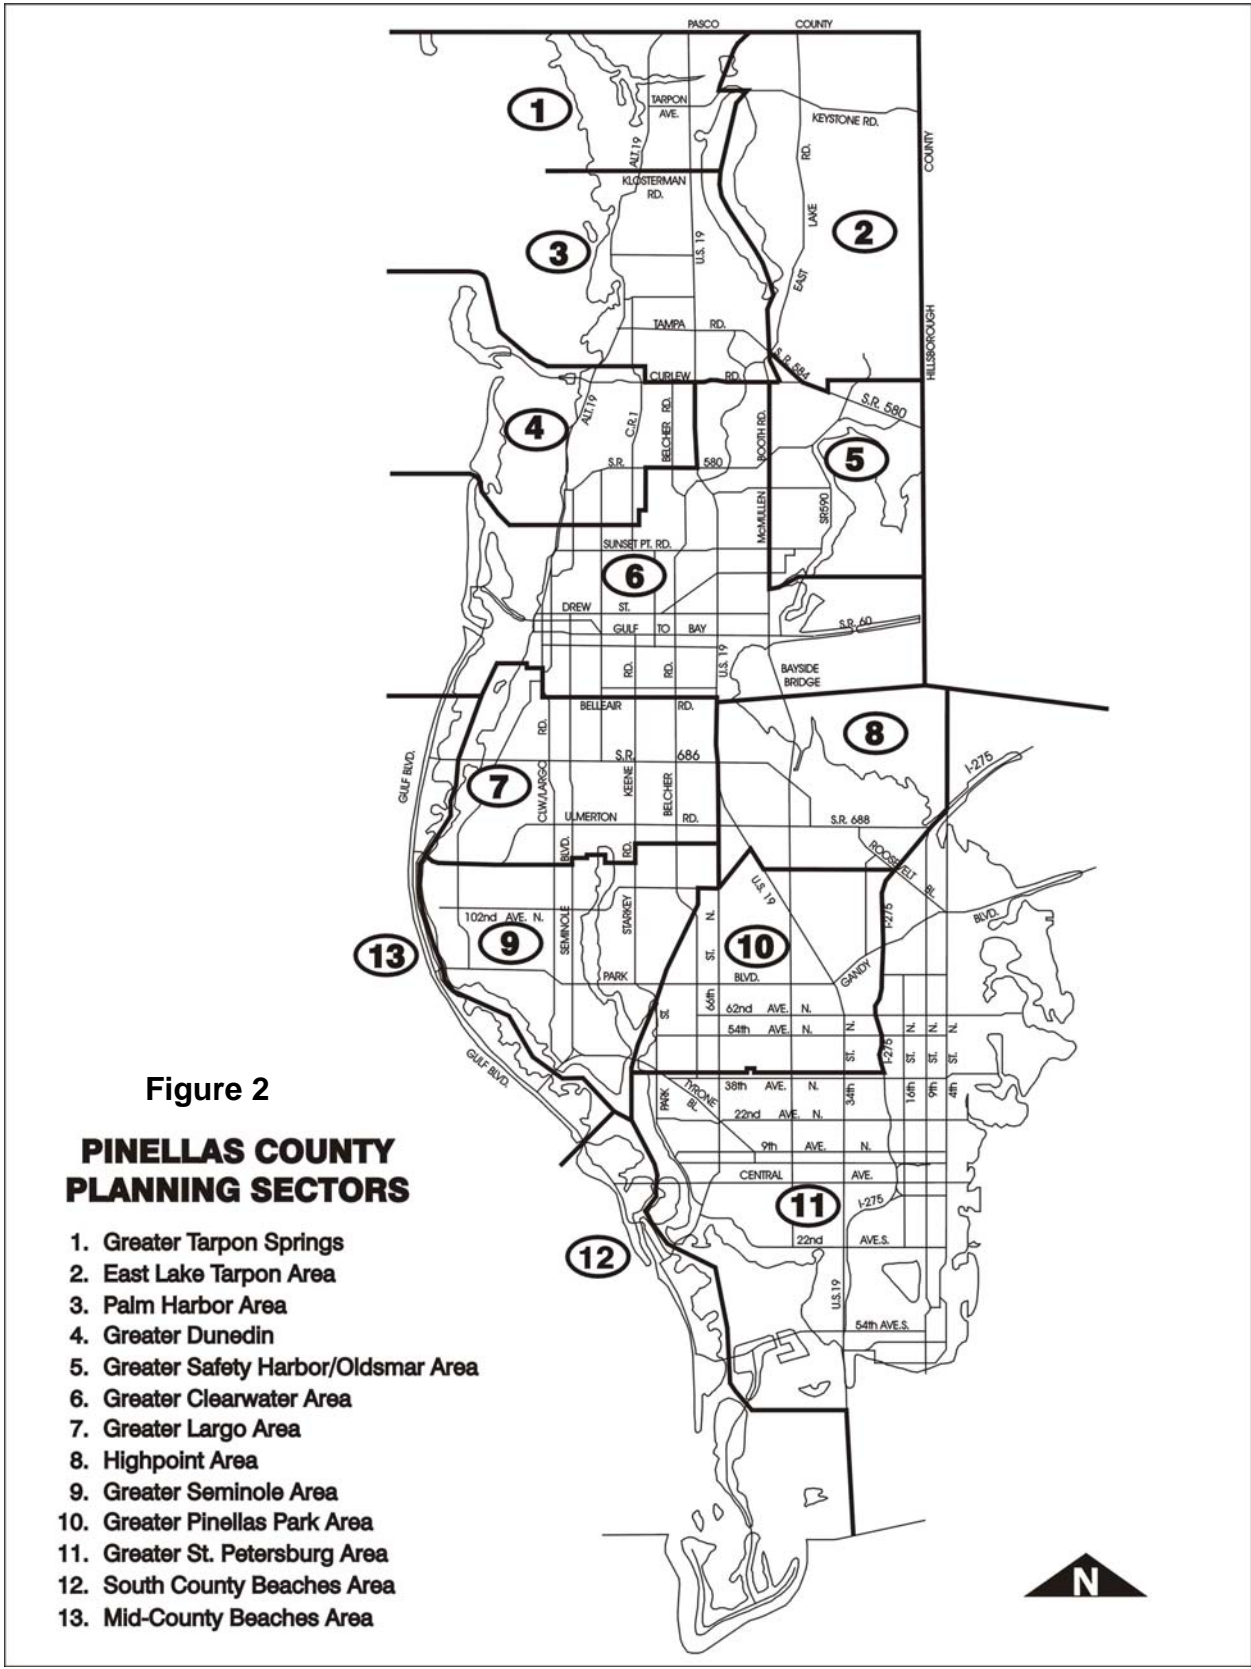 PASCO COUNTY
1
TARPON
AVE.
KEYSTONE RD.
COUNTY
ALT.19
RD.
KLOSTERMAN
RD.
LAKE
2
3
U.S. 19
EAST
HILLSBOROUGH
TAMPA RD.
S.R. 584
CURLEW RD.
ALT.19
C.R.1
BELCHER RD.
BOOTH RD.
S.R. 580
4
5
S.R. 580
McMULLEN
SR590
SUNSET PT. RD.
6
DREW ST.
GULF TO BAY
S.R. 60
RD.
RD.
U.S. 19
BAYSIDE
BRIDGE
BELLEAIR RD.
8
RD.
GULF BLVD.
S.R. 686
I-275
7
CLW./LARGO
KEENE
BELCHER
ULMERTON RD.
S.R. 688
BLVD.
RD.
ROOSEVELT BL.
U.S. 19
102nd AVE. N.
SEMINOLE
STARKEY
ST. N.
I-275
BLVD.
13
9
10
PARK BLVD.
GANDY
66th
ST.
62nd AVE. N.
54th AVE. N.
ST. N.
I-275
ST. N.
ST. N.
ST. N.
GULF BLVD.
Figure 2
PARK
TYRONE
BL.
38th AVE. N.
34th
16th
9th
4th
22nd AVE. N.
PINELLAS COUNTY
PLANNING SECTORS
9th AVE. N.
CENTRAL AVE.
11
I-275
12
22nd AVE.S.
U.S.19
54th AVE.S.
1. Greater Tarpon Springs
2. East Lake Tarpon Area
3. Palm Harbor Area
4. Greater Dunedin
5. Greater Safety Harbor/Oldsmar Area
6. Greater Clearwater Area
7. Greater Largo Area
8. Highpoint Area
9. Greater Seminole Area
10. Greater Pinellas Park Area
11. Greater St. Petersburg Area
12. South County Beaches Area
13. Mid-County Beaches Area
N